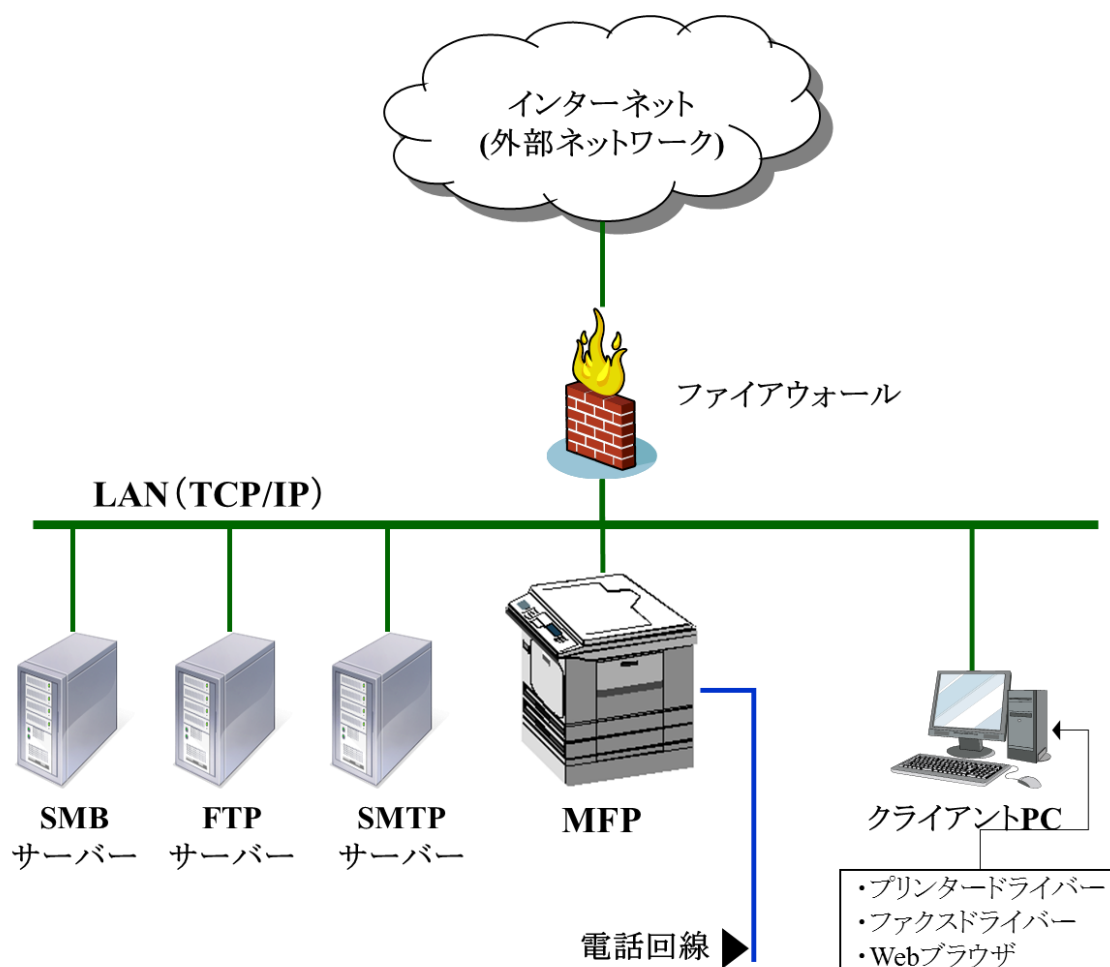 インターネット
(外部ネットワーク)
ファイアウォール
LAN（TCP/IP）
SMB
サーバー
FTP
サーバー
SMTP
サーバー
MFP
クライアントPC
・プリンタードライバー
・ファクスドライバー
・Webブラウザ
電話回線